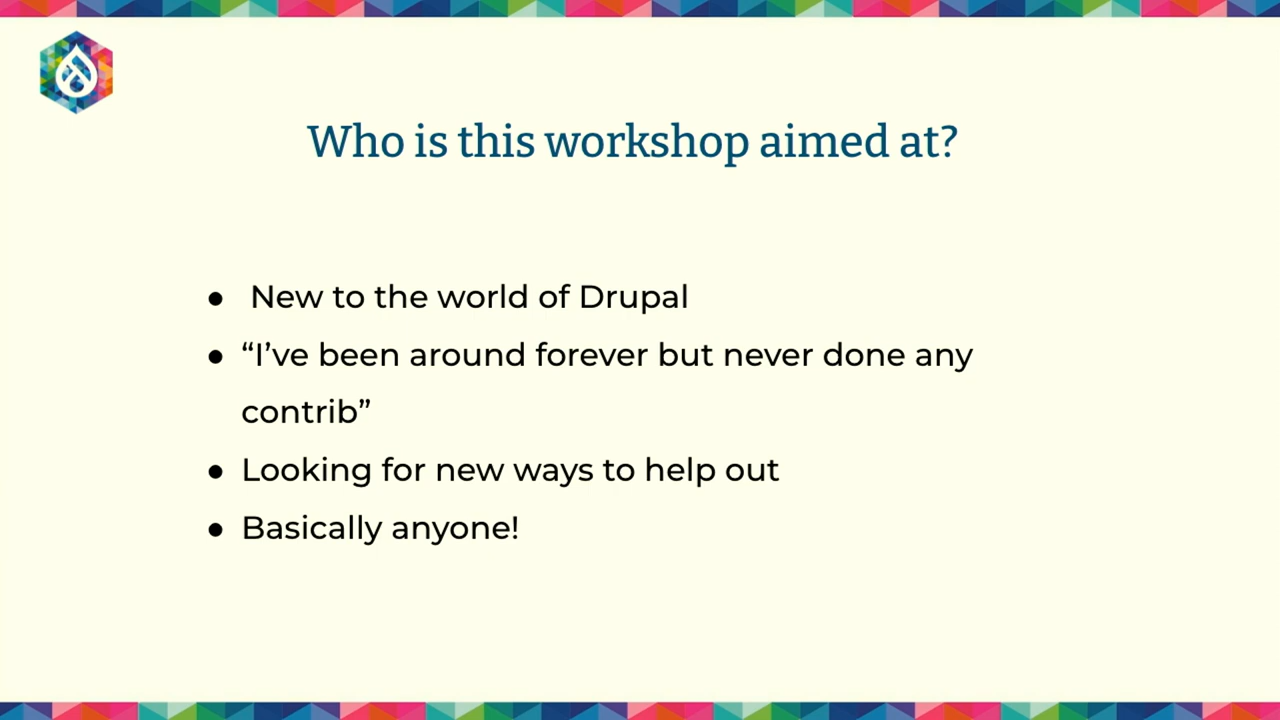 Who is this workshop aimed at?
● New to the world of Drupal
● “I’ve been around forever but never done any
contrib”
● Looking for new ways to help out
● Basically anyone!